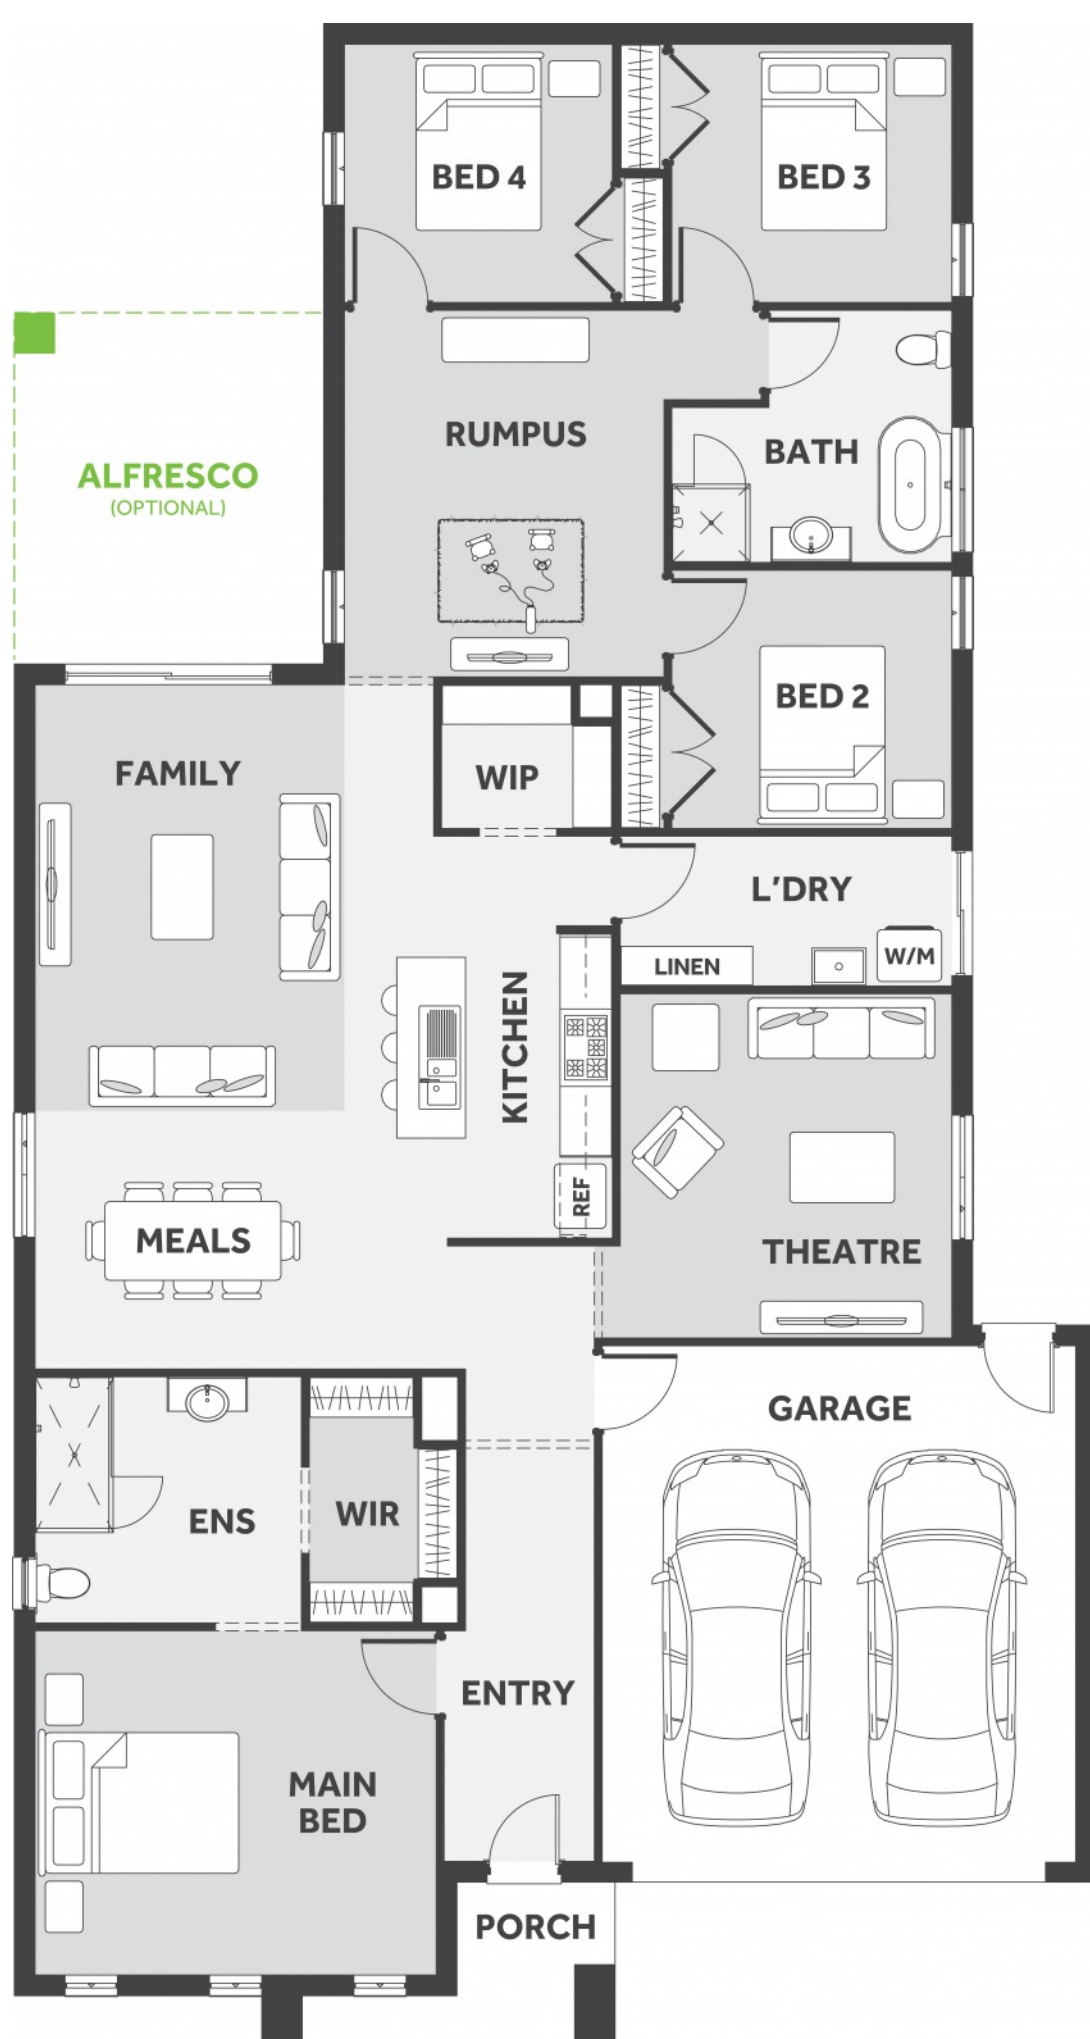 BED 4
BED 3
ALFRESCO
(OPTIONAL)
RUMPUS
BATH
BED 2
FAMILY
WIP
L'DRY
LINEN
W/M
KITCHEN
REF
MEALS
THEATRE
GARAGE
ENS
WIR
ENTRY
MAIN
BED
PORCH